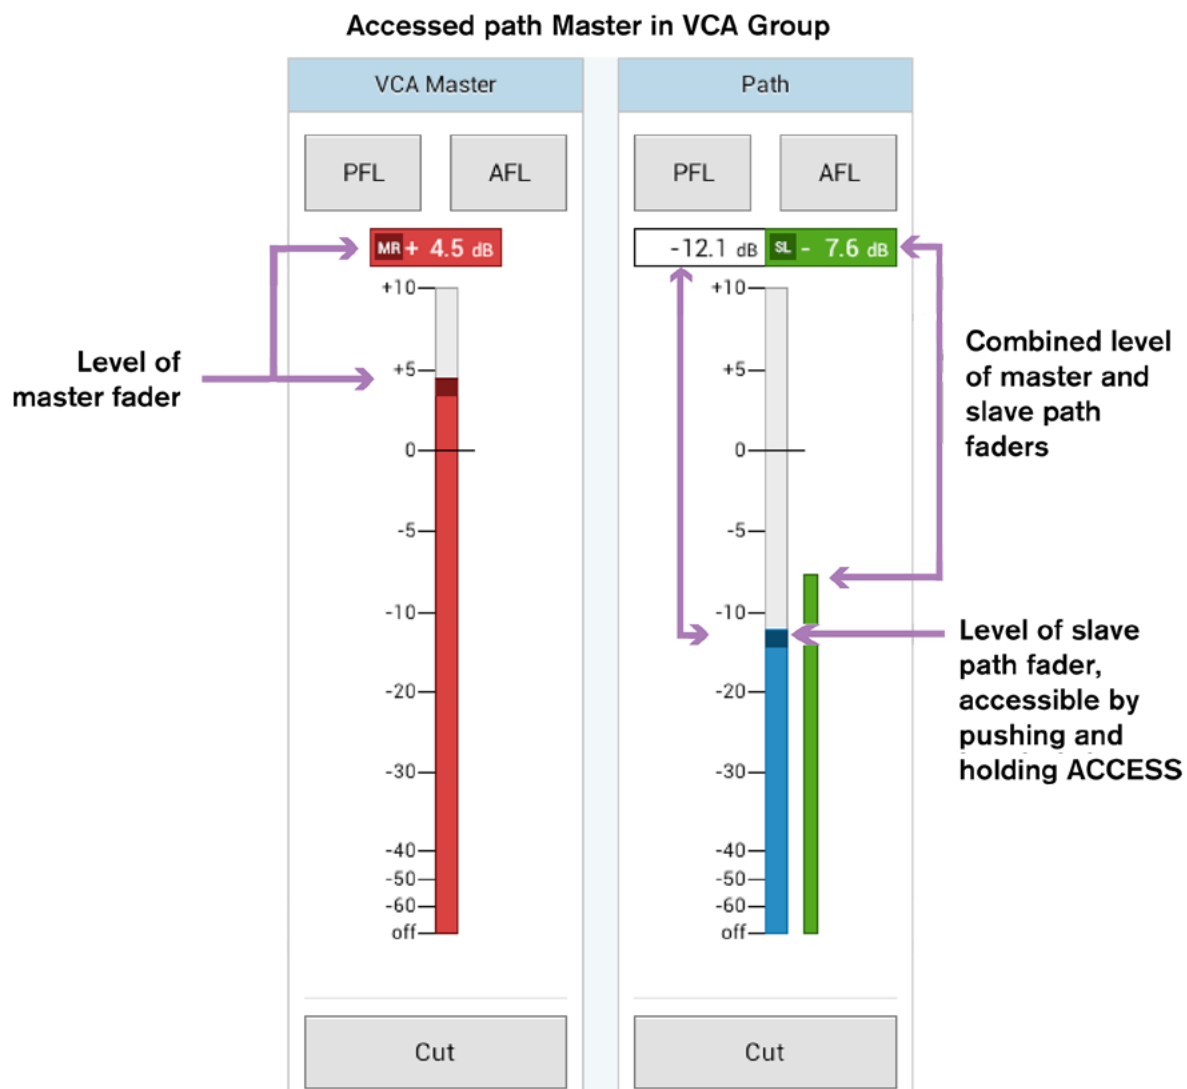 Accessed path Master in VCA Group
VCA Master
PFL
AFL
MR + 4.5 dB
+10
+5
0
-5
-10
-20
-30
-40
-50
-60
off
Cut
Level of
master fader
Path
PFL
AFL
-12.1 dB
SL - 7.6 dB
+10
0
-5
-10
-20
-30
-40
-50
-60
off
Cut
+5
Combined level
of master and
slave path
faders
Level of slave
path fader,
accessible by
pushing and
holding ACCESS